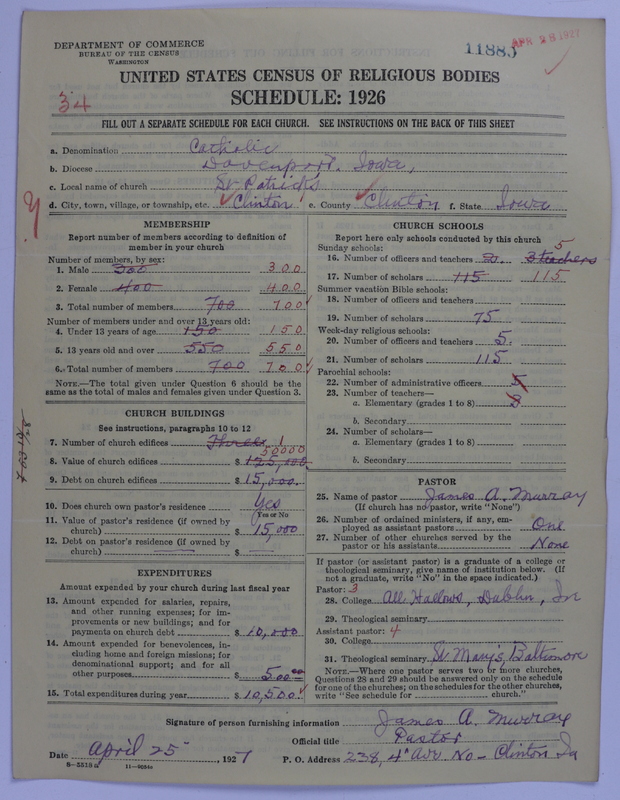 DEPARTMENT OF COMMERCE
BUREAU OF THE CENSUS
WASHINGTON
11883
APR 28 1927
UNITED STATES CENSUS OF RELIGIOUS BODIES
SCHEDULE: 1926
34
FILL OUT A SEPARATE SCHEDULE FOR EACH CHURCH. SEE INSTRUCTIONS ON THE BACK OF THIS SHEET
a. Denomination Catholic
b. Diocese Davenport. Iowa,
c. Local name of church St Patricks
d. City, town, village, or township, etc. Clinton e. County Clinton f. State Iowa
MEMBERSHIP
Report number of members according to definition of
member in your church
Number of members, by sex:
1. Male 300 300
2. Female 400 400
3. Total number of members 700 700
Number of members under and over 13 years old:
4. Under 13 years of age 150 150
5. 13 years old and over 550 550
6. Total number of members 700 700
NOTE.—The total given under Question 6 should be the
same as the total of males and females given under Question 3.
CHURCH BUILDINGS
See instructions, paragraphs 10 to 12
7. Number of church edifices Three 1
50000
8. Value of church edifices $ 125,000
9. Debt on church edifices $ 15,000.
10. Does church own pastor's residence Yes
Yes or No
11. Value of pastor's residence (if owned by
church) $ 15,000
12. Debt on pastor's residence (if owned by
church) $
EXPENDITURES
Amount expended by your church during last fiscal year
13. Amount expended for salaries, repairs,
and other running expenses; for im-
provements or new buildings; and for
payments on church debt $ 10,000
14. Amount expended for benevolences, in-
cluding home and foreign missions; for
denominational support; and for all
other purposes $ 500.00
15. Total expenditures during year $ 10,500.
CHURCH SCHOOLS
Report here only schools conducted by this church
Sunday schools: 5
16. Number of officers and teachers 2. 3 teachers
17. Number of scholars 115 115
Summer vacation Bible schools:
18. Number of officers and teachers
19. Number of scholars 75
Week-day religious schools:
20. Number of officers and teachers 5.
21. Number of scholars 115
Parochial schools:
22. Number of administrative officers 5
23. Number of teachers—
a. Elementary (grades 1 to 8) 3
b. Secondary
24. Number of scholars—
a. Elementary (grades 1 to 8)
b. Secondary
PASTOR
25. Name of pastor James A. Murray
(If church has no pastor, write "None")
26. Number of ordained ministers, if any, em-
ployed as assistant pastors One
27. Number of other churches served by the
pastor or his assistants None
If pastor (or assistant pastor) is a graduate of a college or
theological seminary, give name of institution below. (If
not a graduate, write "No" in the space indicated.)
Pastor: 3
28. College All Hallows, Dublin, Ir
29. Theological seminary
Assistant pastor: 4
30. College
31. Theological seminary St. Mary's, Baltimore
NOTE.—Where one pastor serves two or more churches,
Questions 28 and 29 should be answered only on the schedule
for one of the churches; on the schedules for the other churches,
write "See schedule for church."
Signature of person furnishing information James A. Murray
Official title Pastor
Date April 25, 1927 P. O. Address 238, 4" Ave No - Clinton Ia